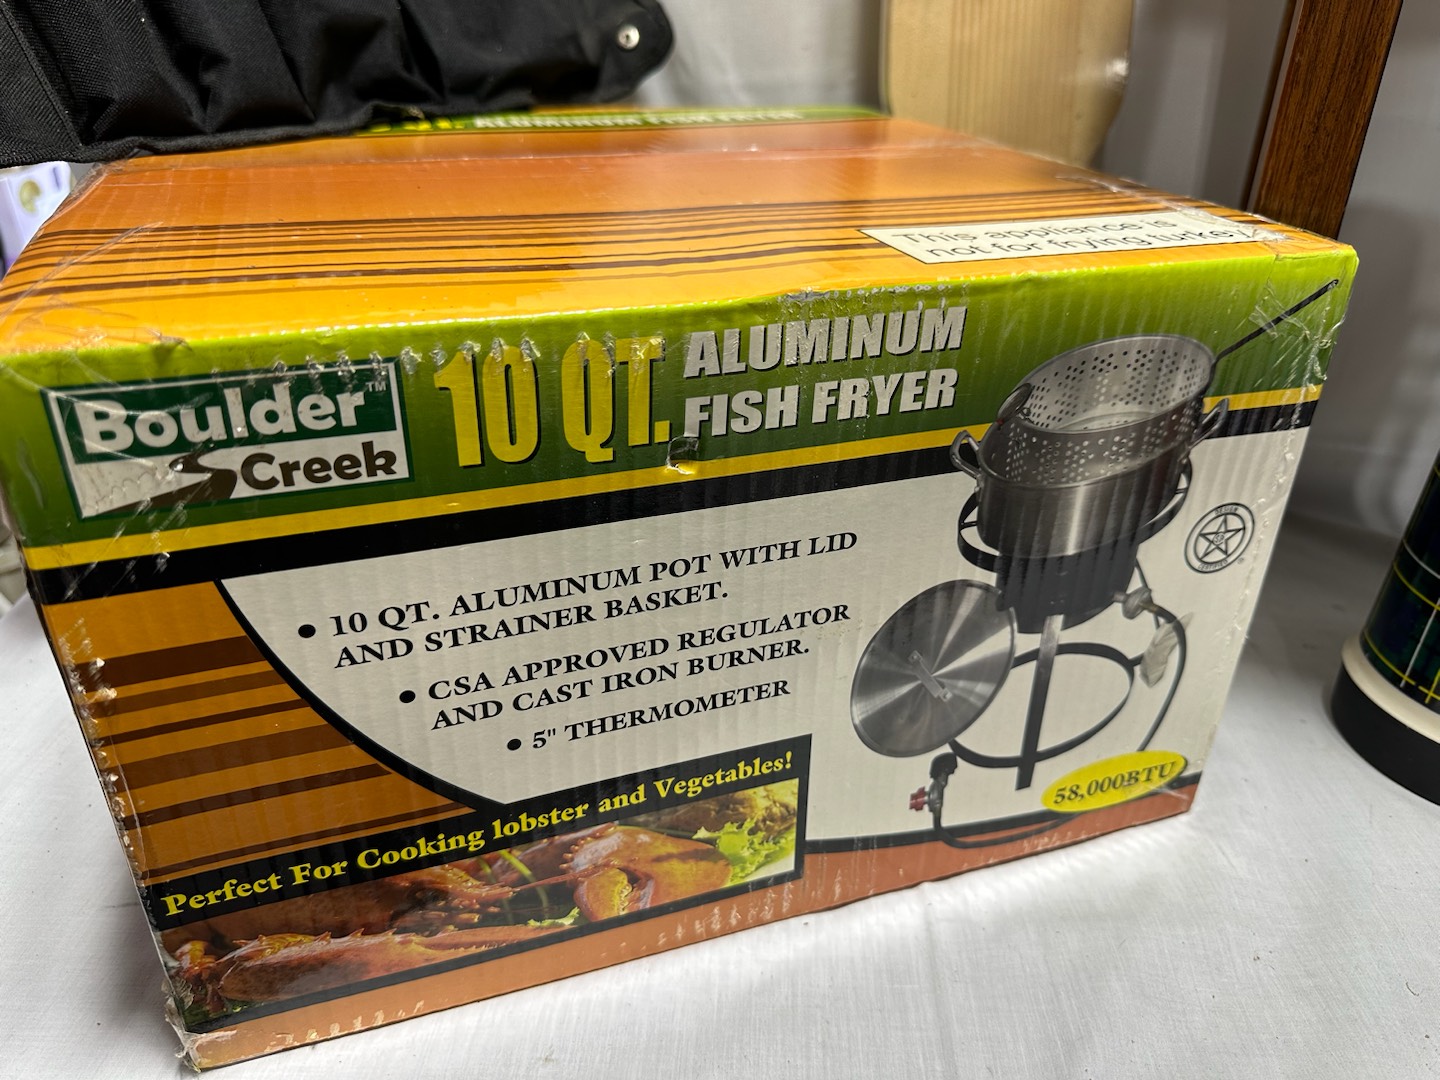 ALUMINUM FISH FRYER
This appliance is
not for frying turkey
Boulder™
Creek
10 QT.
ALUMINUM
FISH FRYER
• 10 QT. ALUMINUM POT WITH LID
AND STRAINER BASKET.
• CSA APPROVED REGULATOR
AND CAST IRON BURNER.
• 5" THERMOMETER
Perfect For Cooking lobster and Vegetables!
58,000BTU
DESIGN
CERTIFIED